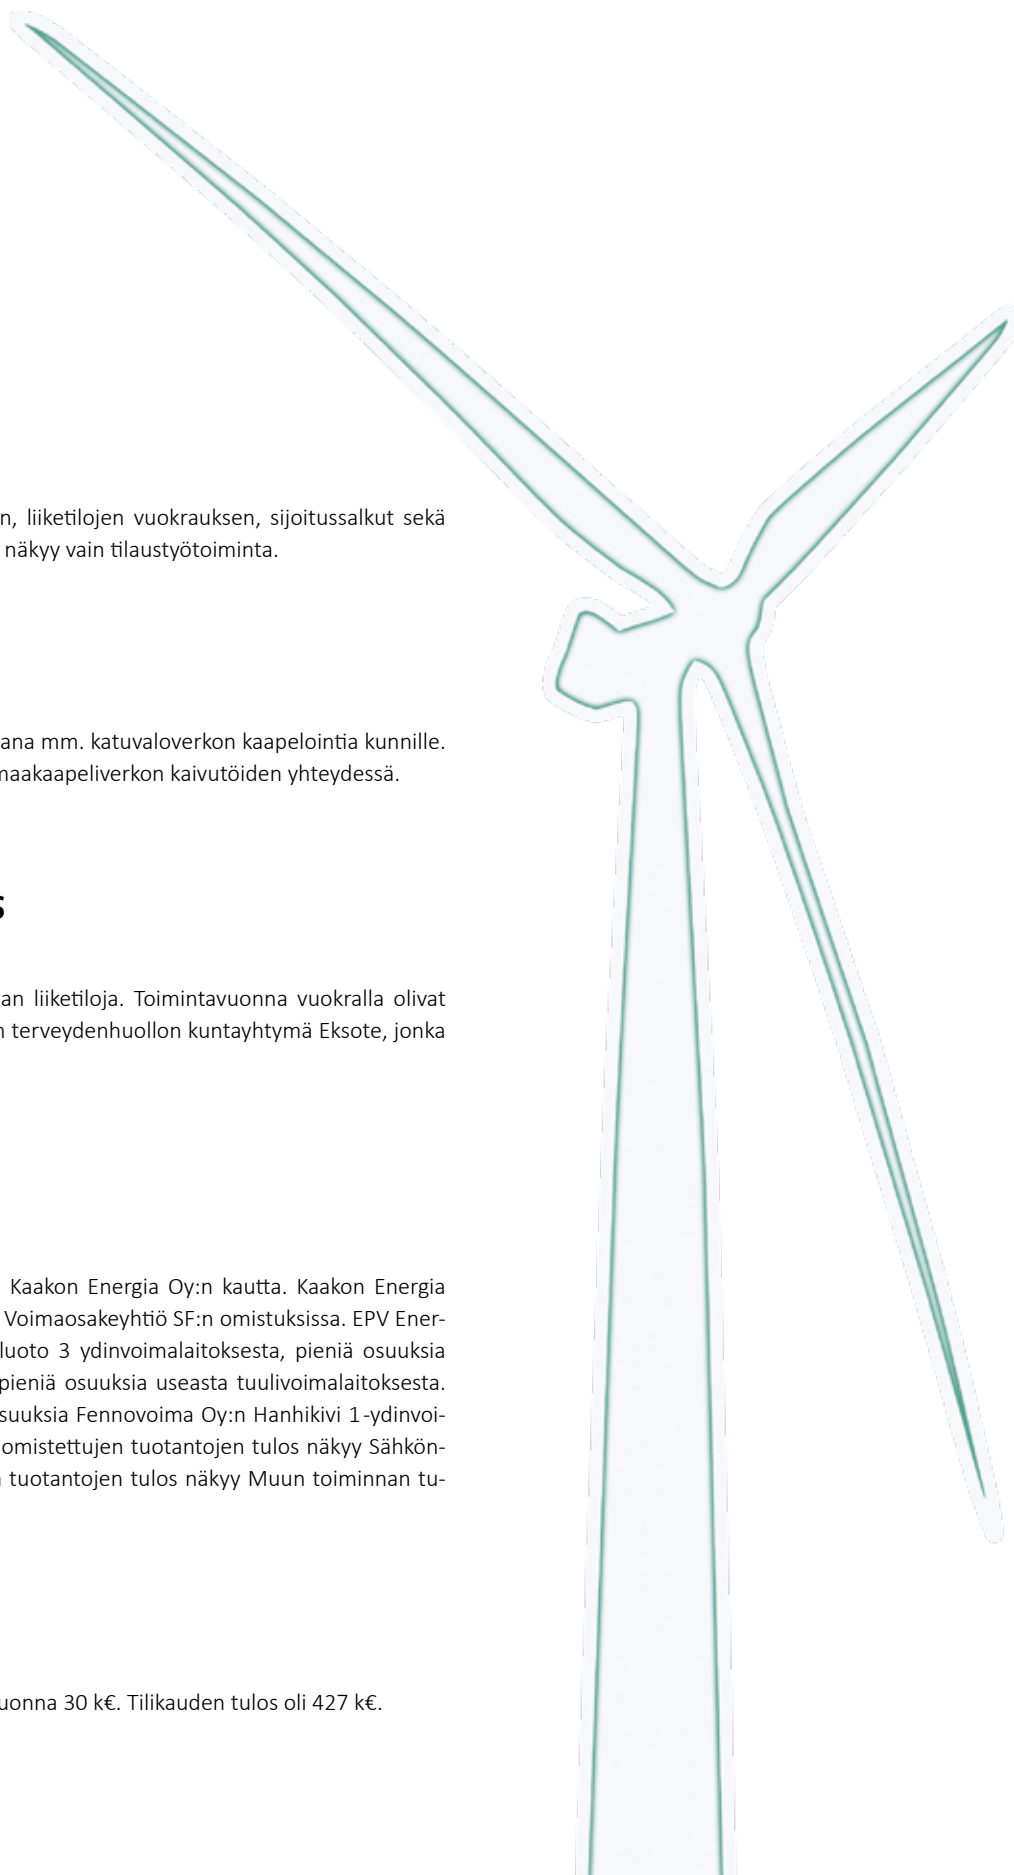 n, liiketilojen vuokrauksen, sijoitussalkut sekä
näkyy vain tilaustyötoiminta.
ana mm. katuvaloverkon kaapelointia kunnille.
maakaapeliverkon kaivutöiden yhteydessä.
s
an liiketiloja. Toimintavuonna vuokralla olivat
n terveydenhuollon kuntayhtymä Eksote, jonka
Kaakon Energia Oy:n kautta. Kaakon Energia
Voimaosakeyhtiö SF:n omistuksissa. EPV Ener-
luoto 3 ydinvoimalaitoksesta, pieniä osuuksia
pieniä osuuksia useasta tuulivoimalaitoksesta.
suuksia Fennovoima Oy:n Hanhikivi 1-ydinvoi-
omistettujen tuotantojen tulos näkyy Sähkön-
tuotantojen tulos näkyy Muun toiminnan tu-
uonna 30 k€. Tilikauden tulos oli 427 k€.